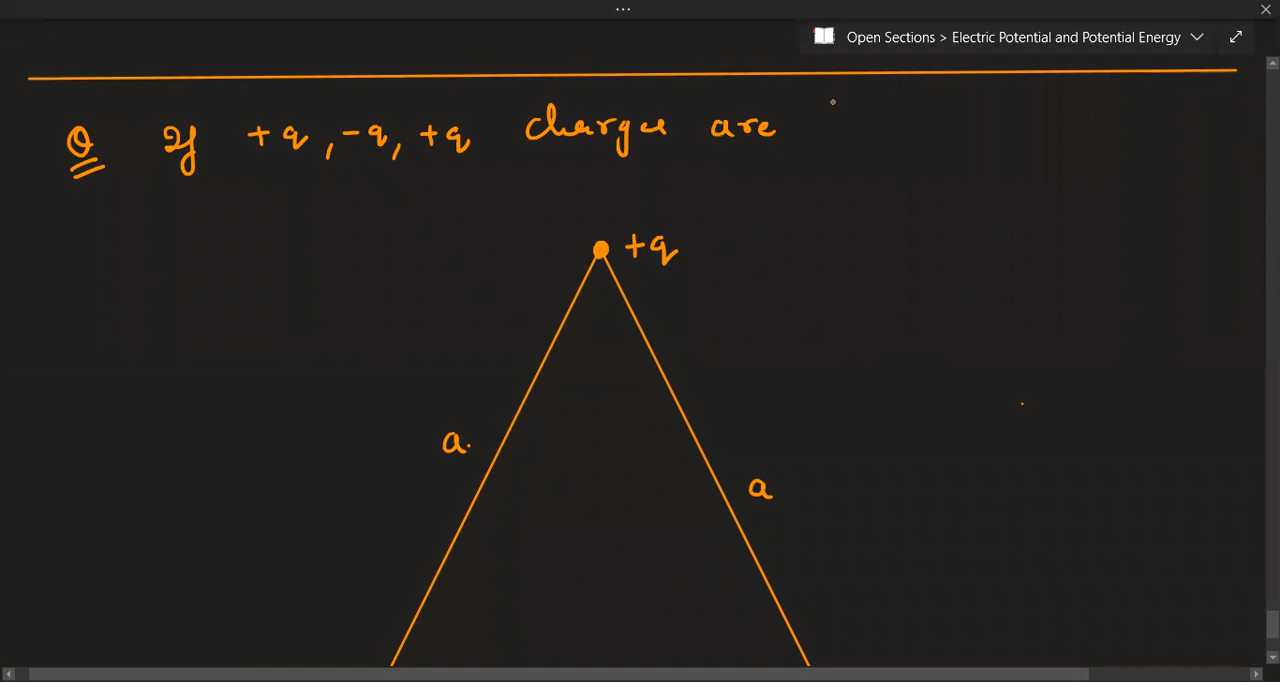 ...
Open Sections > Electric Potential and Potential Energy
Q If +q, -q, +q charges are
+q
a.
a